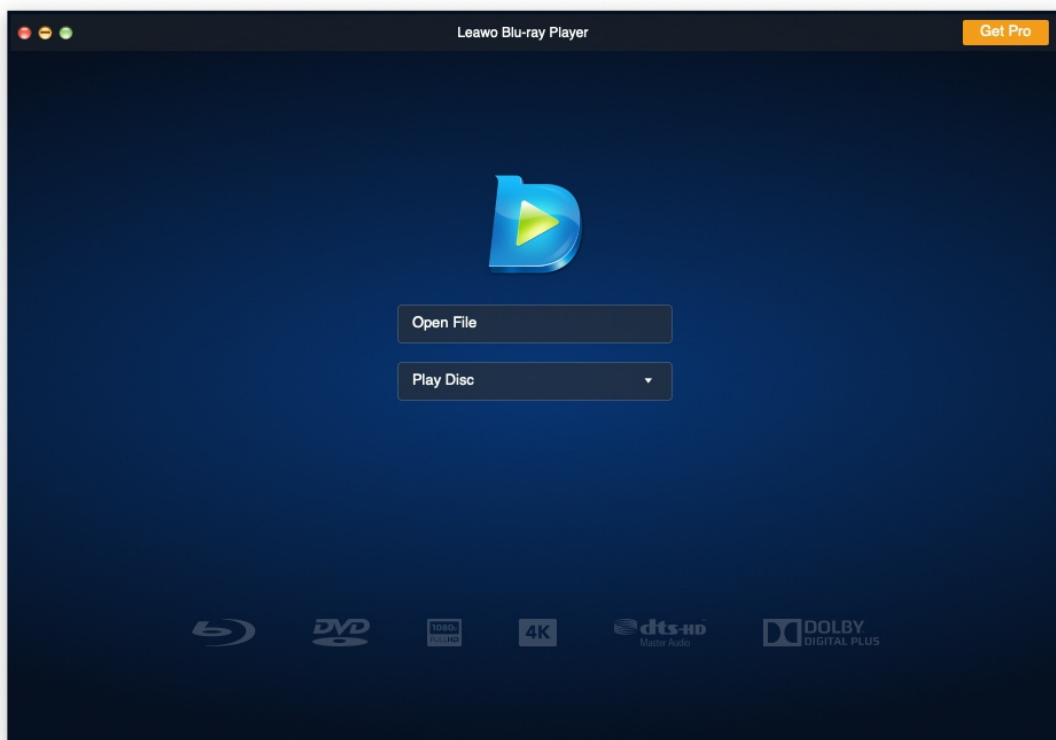 Leawo Blu-ray Player
Get Pro
Open File
Play Disc
DVD
1080p
FULL HD
4K
dts-HD
Master Audio
DOLBY
DIGITAL PLUS